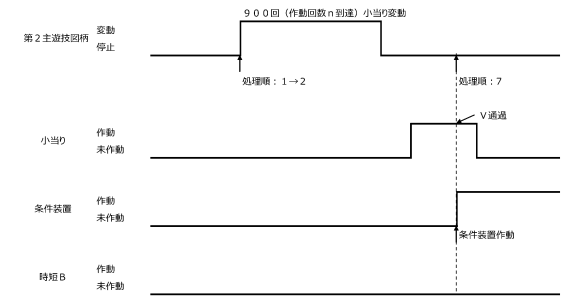 ９００回（作動回数ｎ到達）小当り変動
第２主遊技図柄
変動
停止
処理順：１→２
処理順：７
Ｖ通過
小当り
作動
未作動
条件装置
作動
未作動
条件装置作動
時短Ｂ
作動
未作動